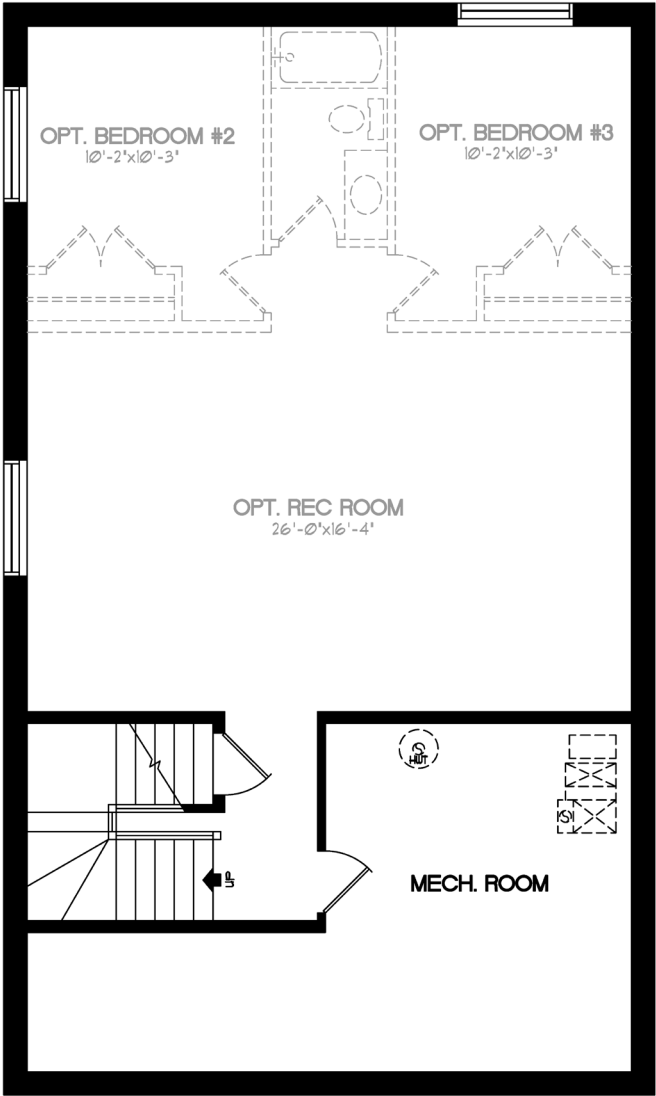 OPT. BEDROOM #2
10'-2"x10'-3"
OPT. BEDROOM #3
10'-2"x10'-3"
OPT. REC ROOM
26'-0"x16'-4"
HWT
UP
MECH. ROOM